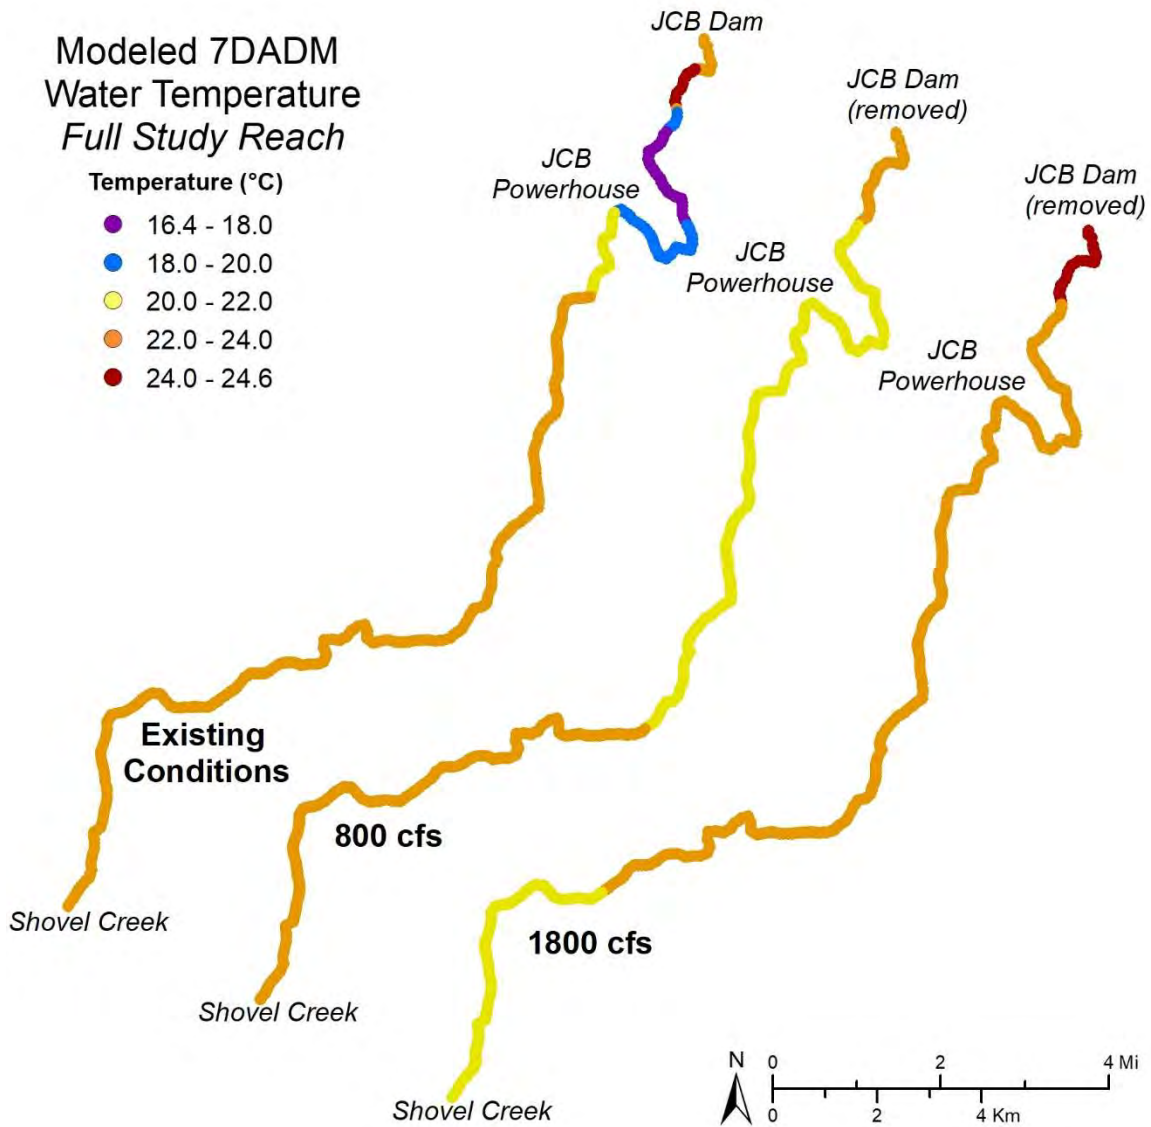 Modeled 7DADM
Water Temperature
Full Study Reach
Temperature (°C)
16.4 - 18.0
18.0 - 20.0
20.0 - 22.0
22.0 - 24.0
24.0 - 24.6
JCB Dam
JCB
Powerhouse
JCB Dam
(removed)
JCB
Powerhouse
JCB Dam
(removed)
JCB
Powerhouse
Existing
Conditions
800 cfs
1800 cfs
Shovel Creek
Shovel Creek
Shovel Creek
N
0 2 4 Mi
0 2 4 Km